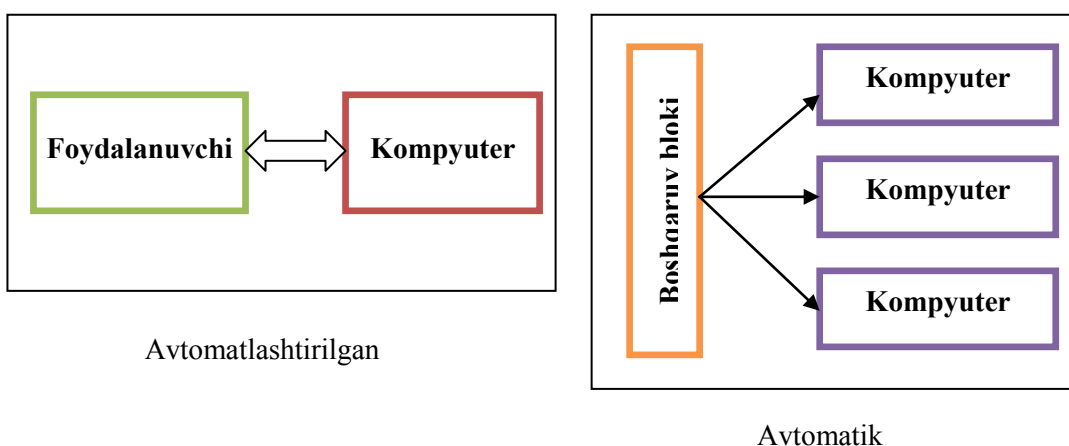 Foydalanuvchi
Kompyuter
Avtomatlashtirilgan
Boshqaruv bloki
Kompyuter
Kompyuter
Kompyuter
Avtomatik